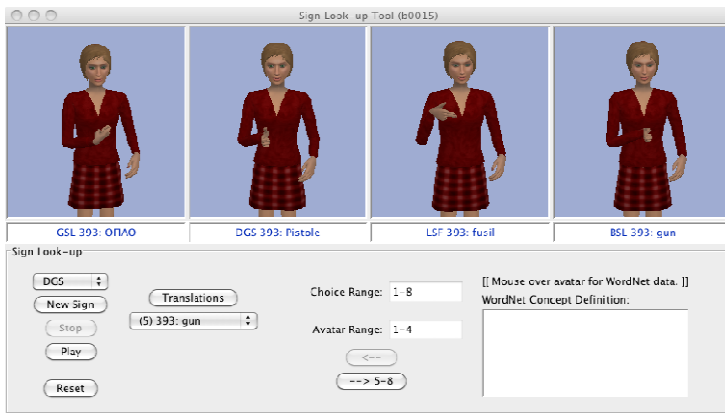 Sign Look-up Tool (b0015)
GSL 393: ΟΠΛΟ
DGS 393: Pistole
LSF 393: fusil
BSL 393: gun
Sign Look-up
DGS
New Sign
Stop
Play
Reset
Translations
(5) 393: gun
Choice Range: 1-8
Avatar Range: 1-4
<--
--> 5-8
[[ Mouse over avatar for WordNet data. ]]
WordNet Concept Definition: